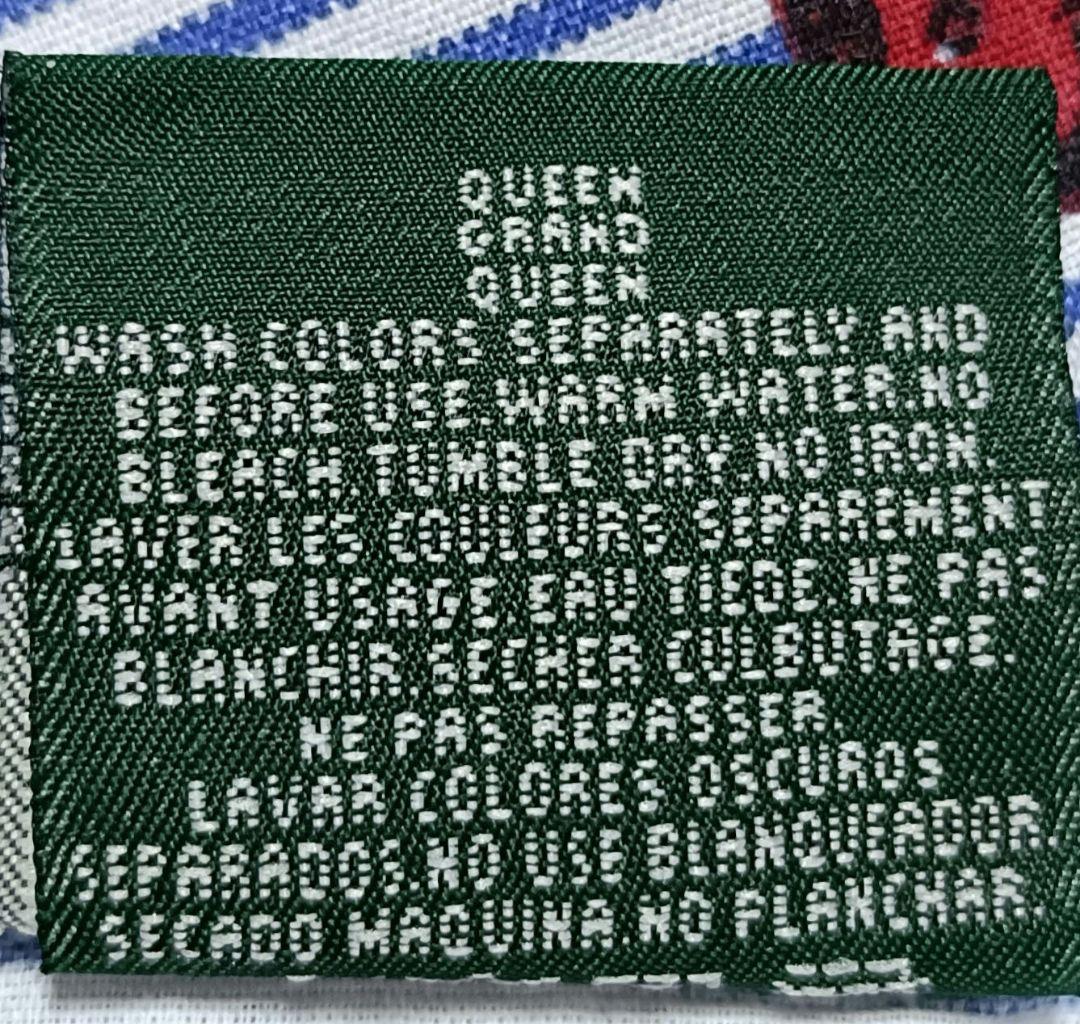 QUEEN
GRAND
QUEEN
WASH COLORS SEPARATELY AND
BEFORE USE.WARM WATER.NO
BLEACH.TUMBLE DRY.NO IRON.
LAVER LES COULEURS SEPAREMENT
AVANT USAGE EAU TIEDE.NE PAS
BLANCHIR.SECHER CULBUTAGE.
NE PAS REPASSER.
LAVAR COLORES OSCUROS
SEPARADOS.NO USE BLANQUEADOR.
SECADO MAQUINA.NO PLANCHAR.